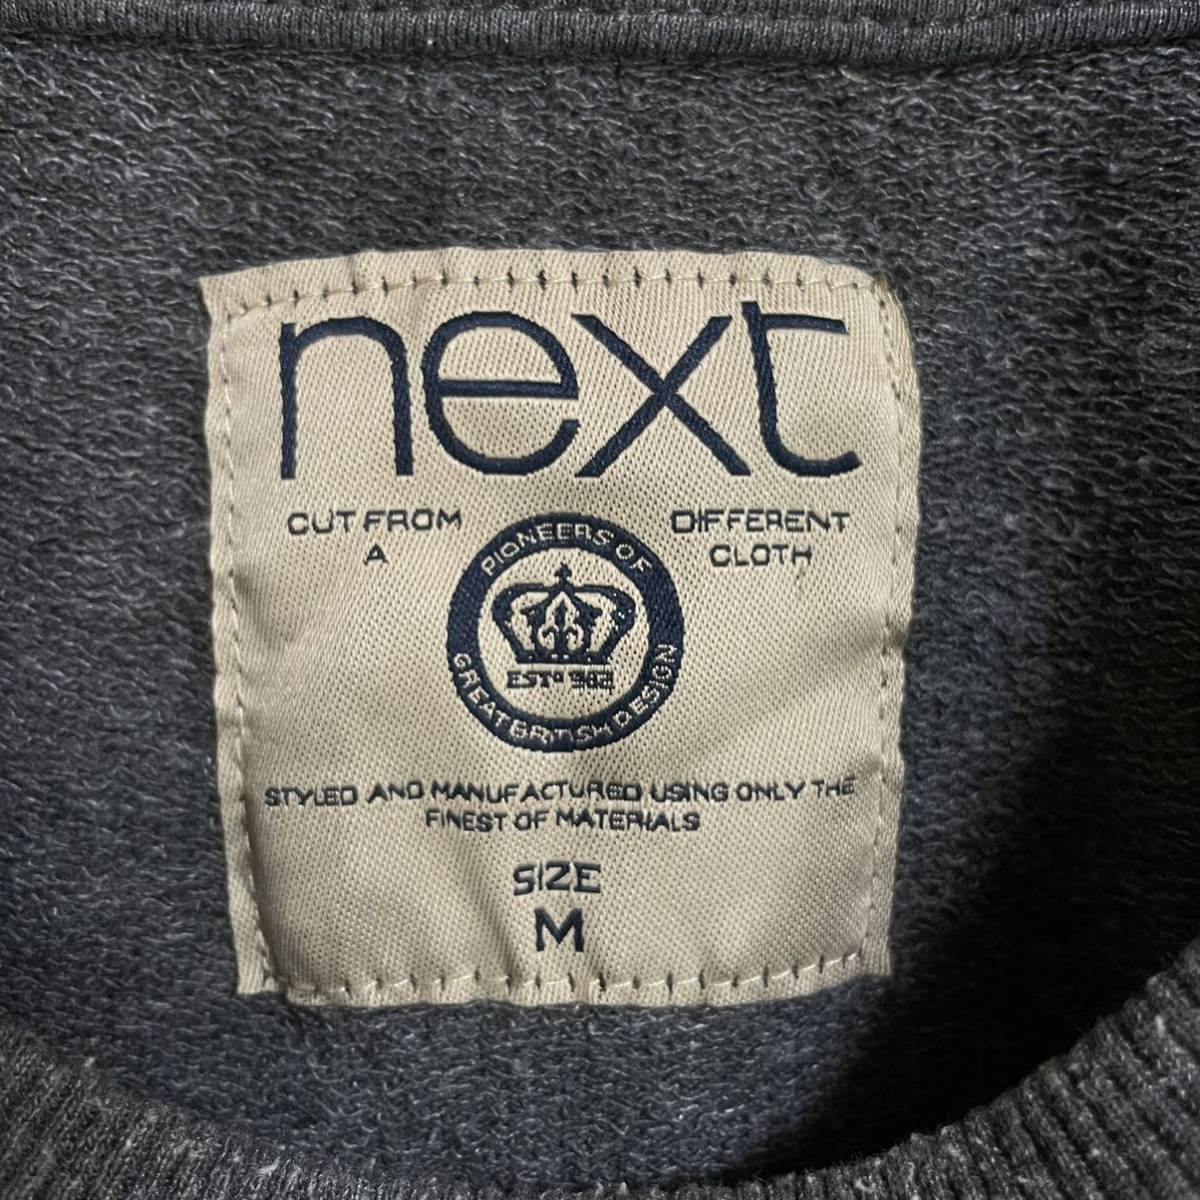 next
CUT FROM
A
DIFFERENT
CLOTH
PIONEERS OF
GREAT BRITISH DESIGN
ESTD
STYLED AND MANUFACTURED USING ONLY THE
FINEST OF MATERIALS
SIZE
M